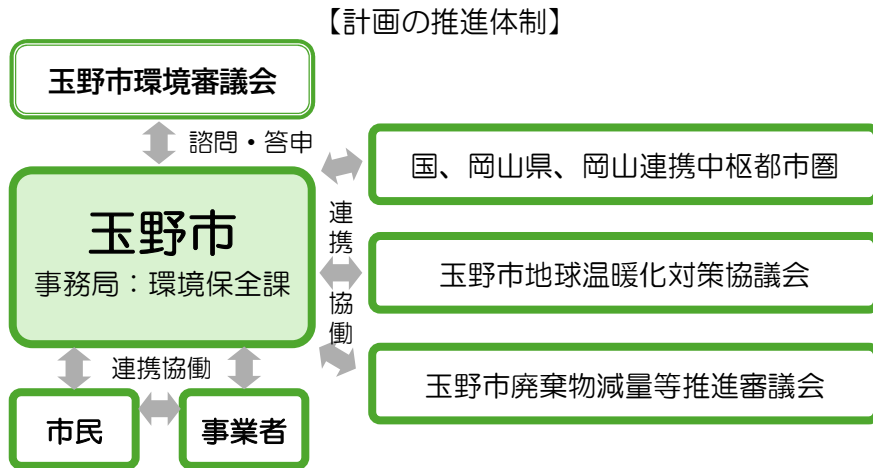 【計画の推進体制】
玉野市環境審議会
諮問・答申
玉野市
事務局：環境保全課
連携協働
市民
事業者
連携
協働
国、岡山県、岡山連携中枢都市圏
玉野市地球温暖化対策協議会
玉野市廃棄物減量等推進審議会